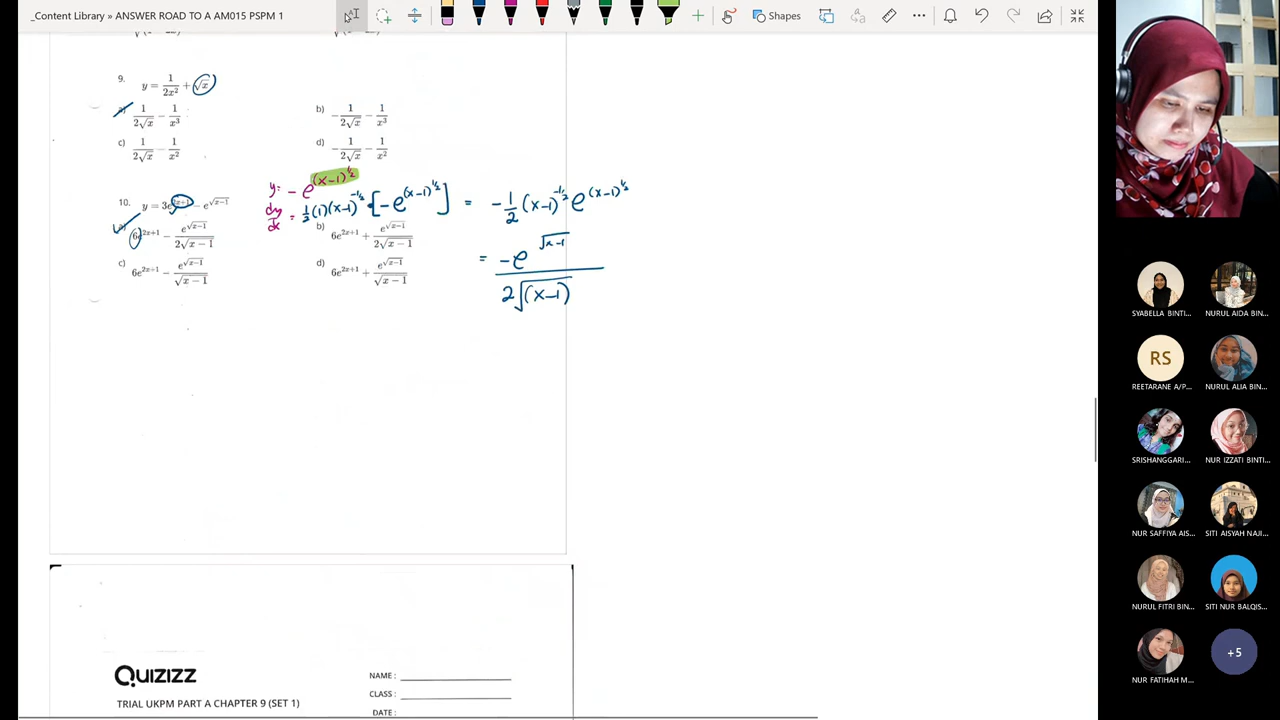 _Content Library » ANSWER ROAD TO A AM015 PSPM 1
Shapes
9. y = 1/(2x²) + √x
a) 1/(2√x) − 1/x³
b) −1/(2√x) − 1/x³
c) 1/(2√x) − 1/x²
d) −1/(2√x) − 1/x²
y = −e^((x−1)^(1/2))
10. y = 3e^(2x+1) − e^(√(x−1))
dy/dx = ½(1)(x−1)^(−1/2) [−e^((x−1)^(1/2))] = −½(x−1)^(−1/2) e^((x−1)^(1/2))
6e^(2x+1) − e^(√(x−1))/(2√(x−1))
b) 6e^(2x+1) + e^(√(x−1))/(2√(x−1))
= −e^(√(x−1)) / (2√(x−1))
c) 6e^(2x+1) − e^(√(x−1))/√(x−1)
d) 6e^(2x+1) + e^(√(x−1))/√(x−1)
Quizizz
TRIAL UKPM PART A CHAPTER 9 (SET 1)
NAME :
CLASS :
DATE :
SYABELLA BINTI...
NURUL AIDA BIN...
RS
REETARANE A/P...
NURUL ALIA BIN...
SRISHANGGARI...
NUR IZZATI BINTI...
NUR SAFFIYA AIS...
SITI AISYAH NAJI...
NURUL FITRI BIN...
SITI NUR BALQIS...
NUR FATIHAH M...
+5